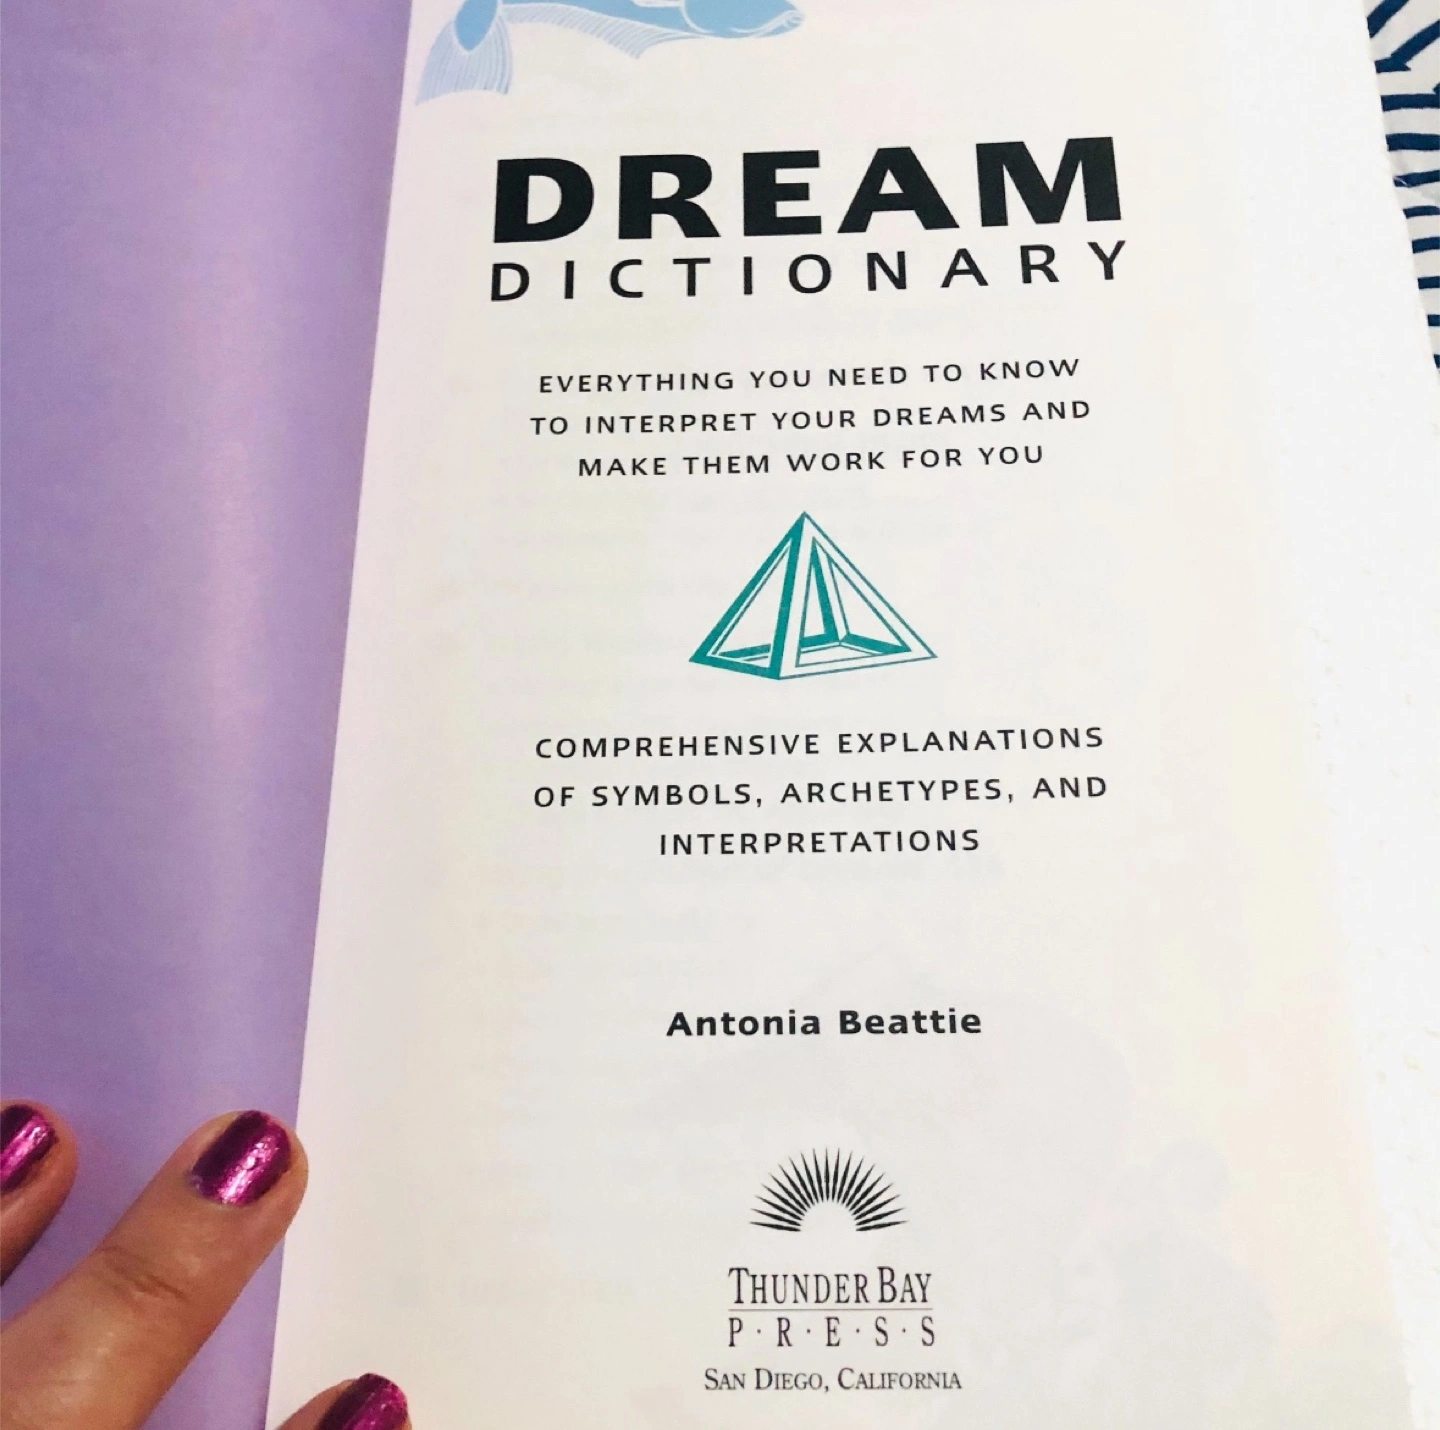 DREAM
DICTIONARY
EVERYTHING YOU NEED TO KNOW
TO INTERPRET YOUR DREAMS AND
MAKE THEM WORK FOR YOU
COMPREHENSIVE EXPLANATIONS
OF SYMBOLS, ARCHETYPES, AND
INTERPRETATIONS
Antonia Beattie
THUNDER BAY
P·R·E·S·S
SAN DIEGO, CALIFORNIA